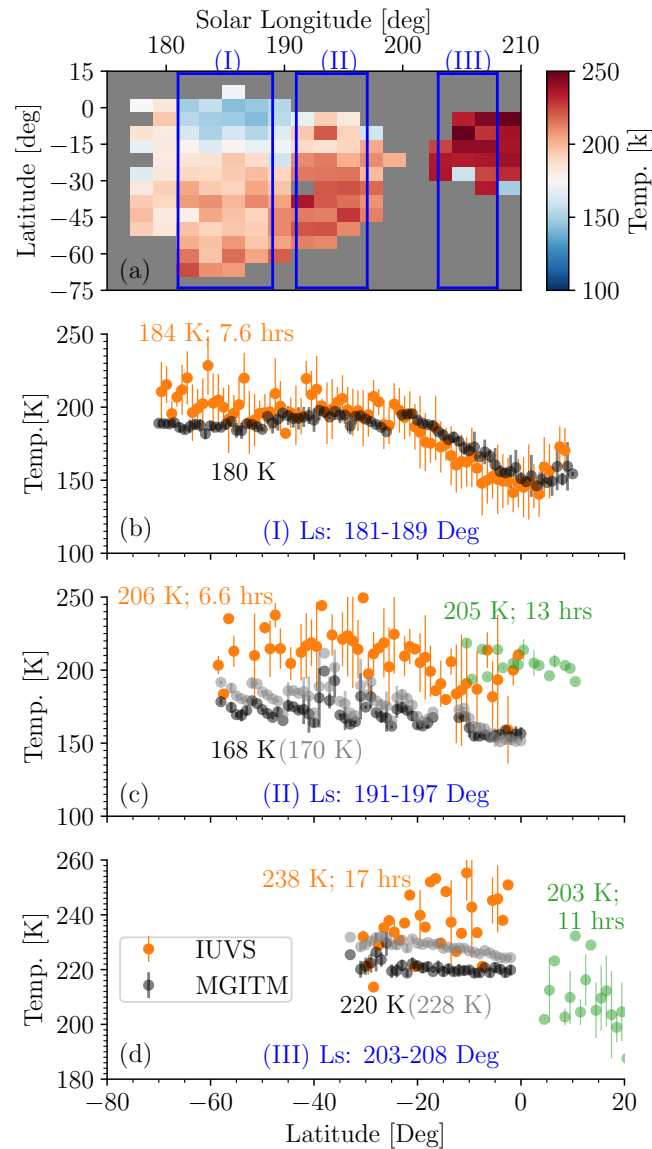 Solar Longitude [deg]
180 190 200 210
(I) (II) (III)
15
0
−15
−30
−45
−60
−75
Latitude [deg]
(a)
250
200
150
100
Temp. [k]
250
200
150
100
Temp.[K]
184 K; 7.6 hrs
180 K
(b) (I) Ls: 181-189 Deg
250
200
150
100
Temp. [K]
206 K; 6.6 hrs
205 K; 13 hrs
168 K(170 K)
(c) (II) Ls: 191-197 Deg
260
240
220
200
180
Temp. [K]
238 K; 17 hrs
203 K;
11 hrs
IUVS
MGITM
220 K(228 K)
(d) (III) Ls: 203-208 Deg
−80 −60 −40 −20 0 20
Latitude [Deg]